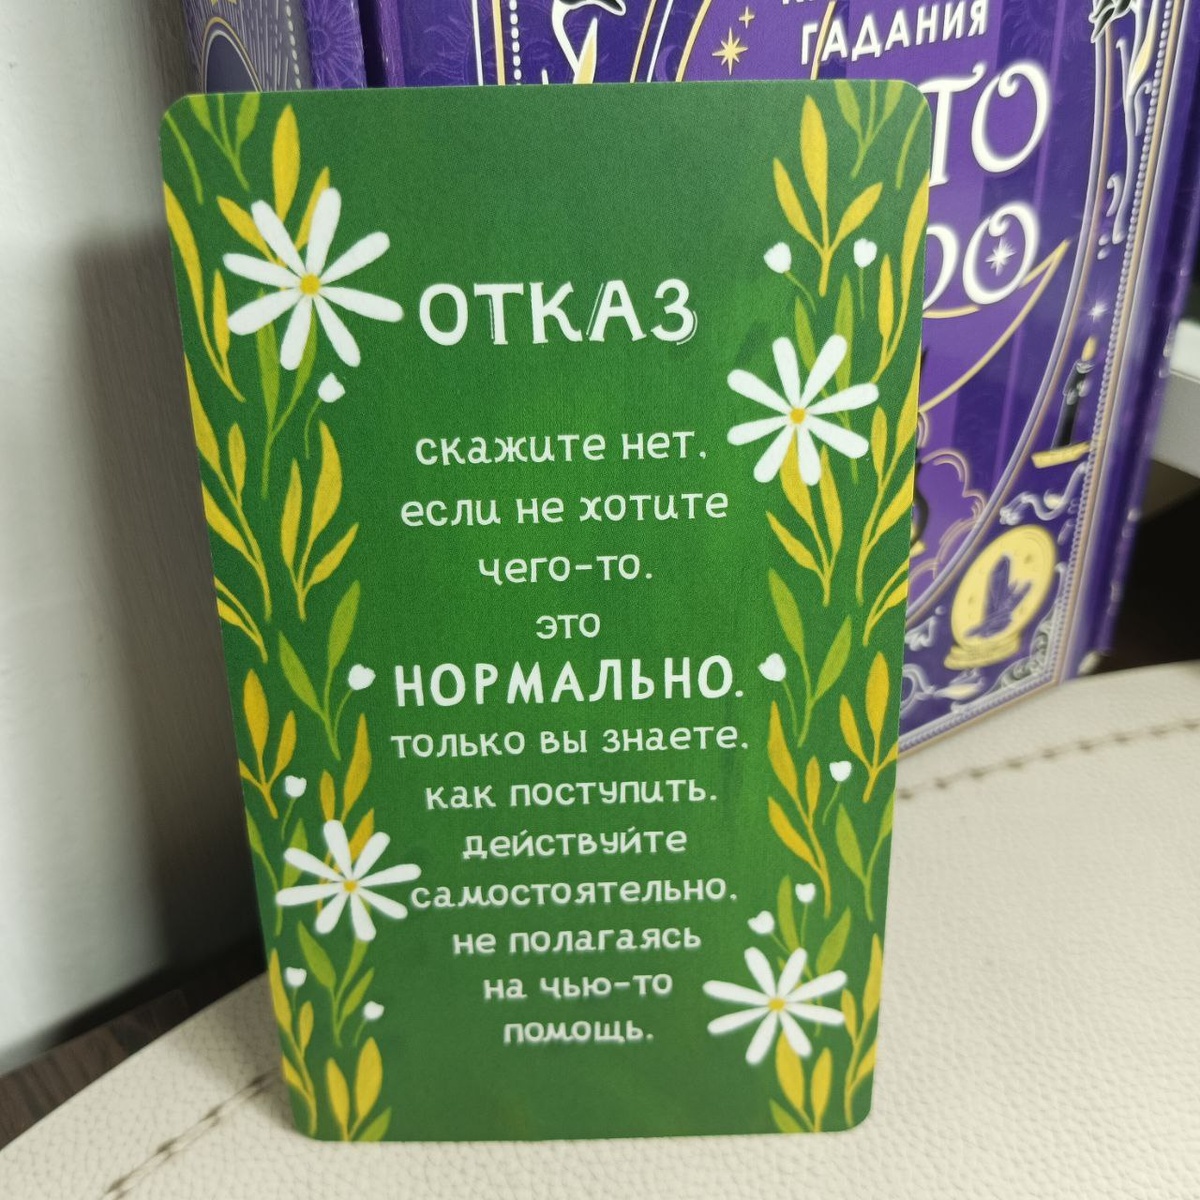 ГАДАНИЯ
ОТКАЗ
скажите нет,
если не хотите
чего-то.
это
НОРМАЛЬНО.
только вы знаете,
как поступить.
действуйте
самостоятельно,
не полагаясь
на чью-то
помощь.